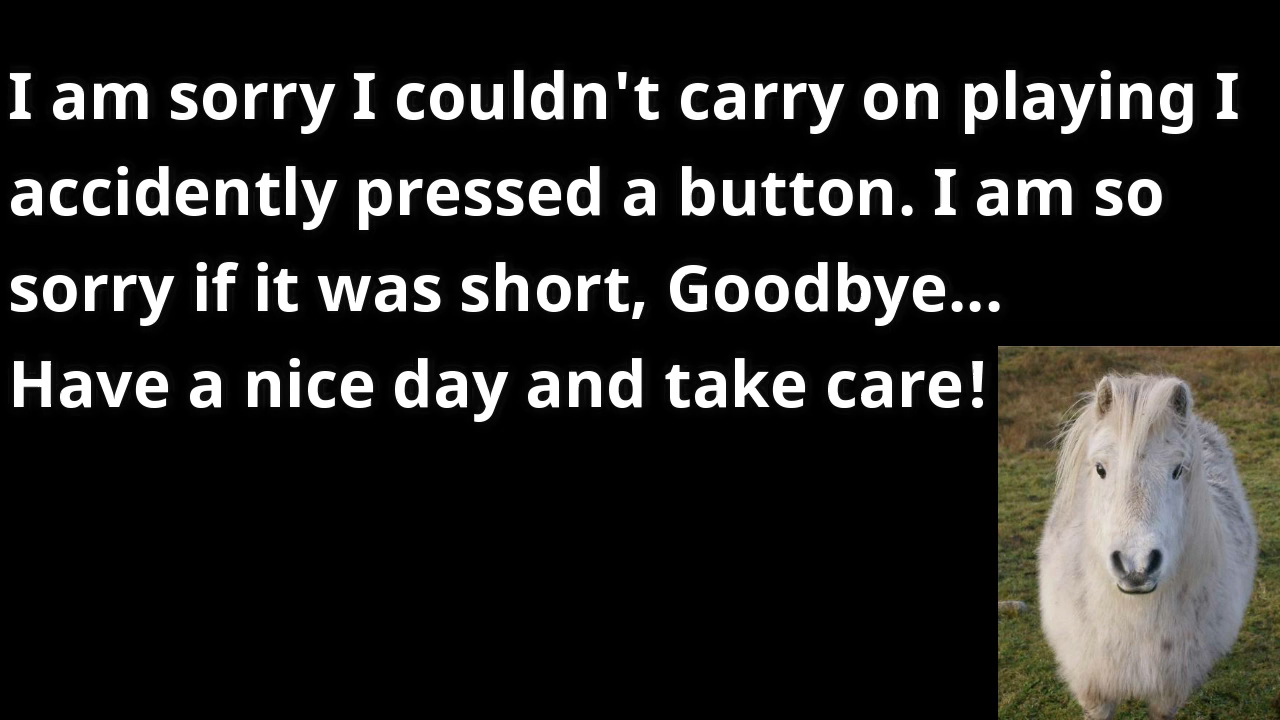 I am sorry I couldn't carry on playing I
accidently pressed a button. I am so
sorry if it was short, Goodbye...
Have a nice day and take care!